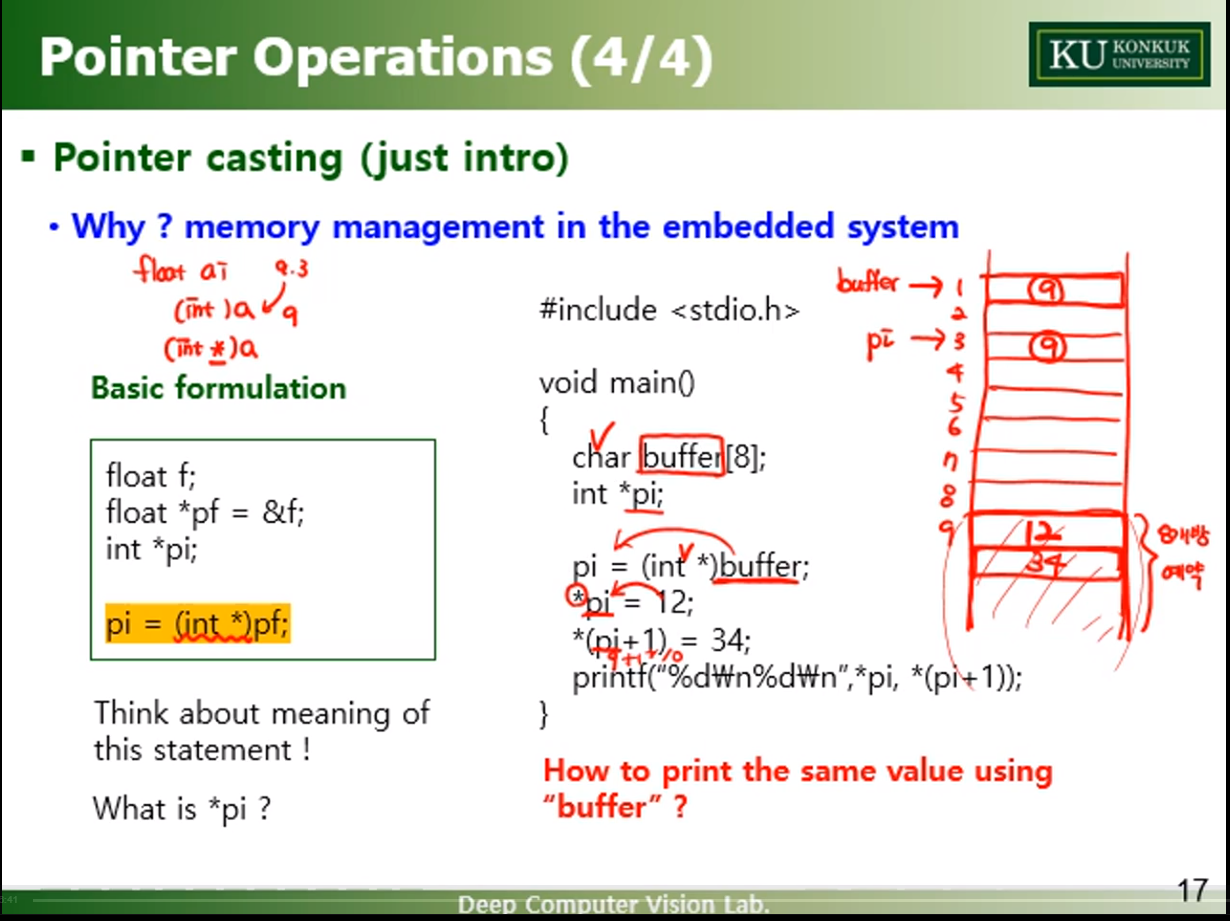 Pointer Operations (4/4)
KU KONKUK UNIVERSITY
▪ Pointer casting (just intro)
• Why ? memory management in the embedded system
float a; 9.3
(int )a 9
(int *)a
Basic formulation
float f;
float *pf = &f;
int *pi;
pi = (int *)pf;
Think about meaning of
this statement !
What is *pi ?
#include <stdio.h>
void main()
{
char buffer[8];
int *pi;
pi = (int *)buffer;
*pi = 12;
*(pi+1) = 34;
printf("%d₩n%d₩n",*pi, *(pi+1));
}
How to print the same value using
"buffer" ?
buffer → 1 9
2
pi → 3 9
4
5
6
7
8
9 12
34
8개방
예약
17
Deep Computer Vision Lab.